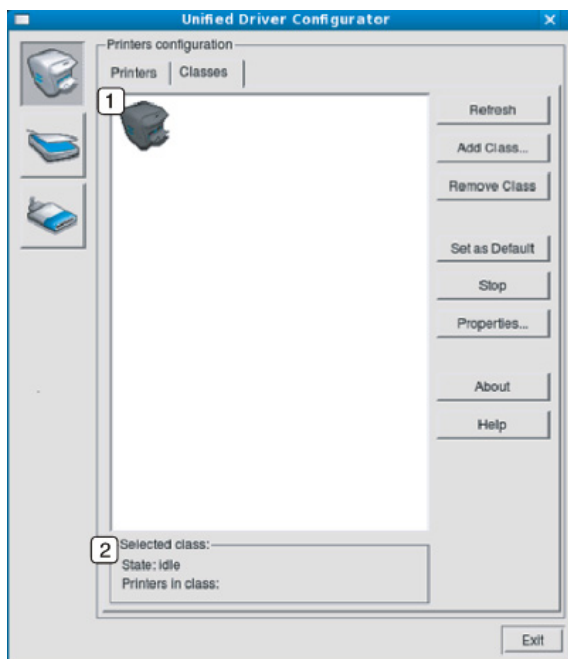 Unified Driver Configurator
Printers configuration
Printers Classes
1
Refresh
Add Class...
Remove Class
Set as Default
Stop
Properties...
About
Help
2 Selected class:
State: idle
Printers in class:
Exit